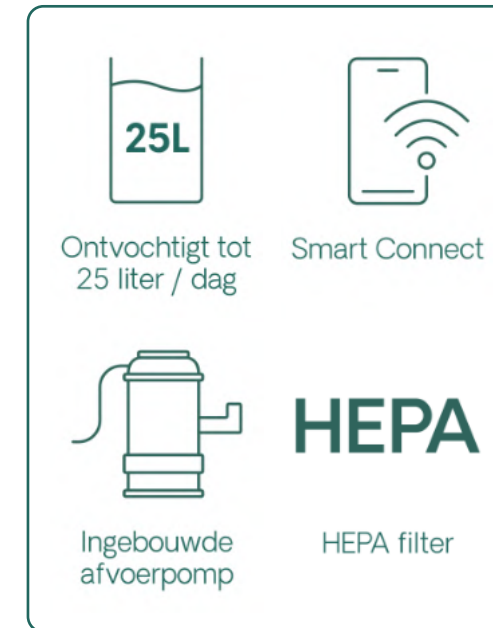 25L
Ontvochtigt tot
25 liter / dag
Smart Connect
Ingebouwde
afvoerpomp
HEPA
HEPA filter